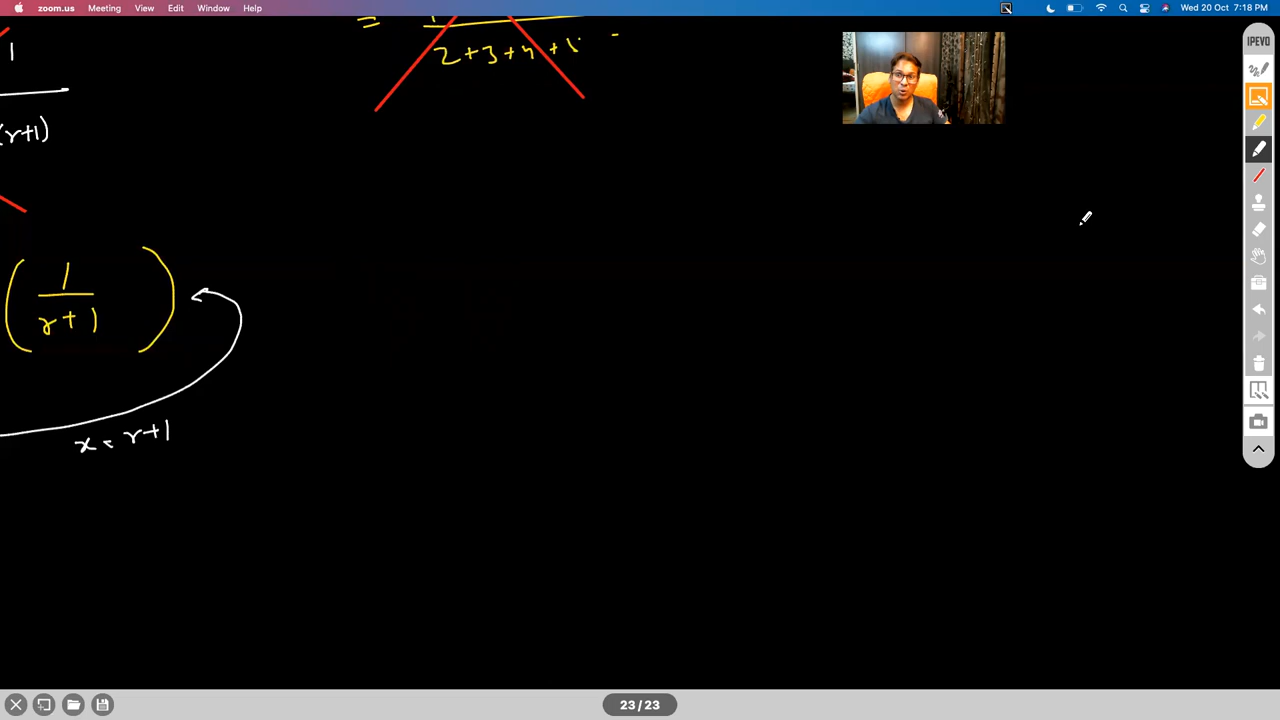 zoom.us Meeting View Edit Window Help Wed 20 Oct 7:18 PM
IPEVO
=
2+3+4+1
1
(r+1)
( 1
r+1 )
x = r+1
23/23